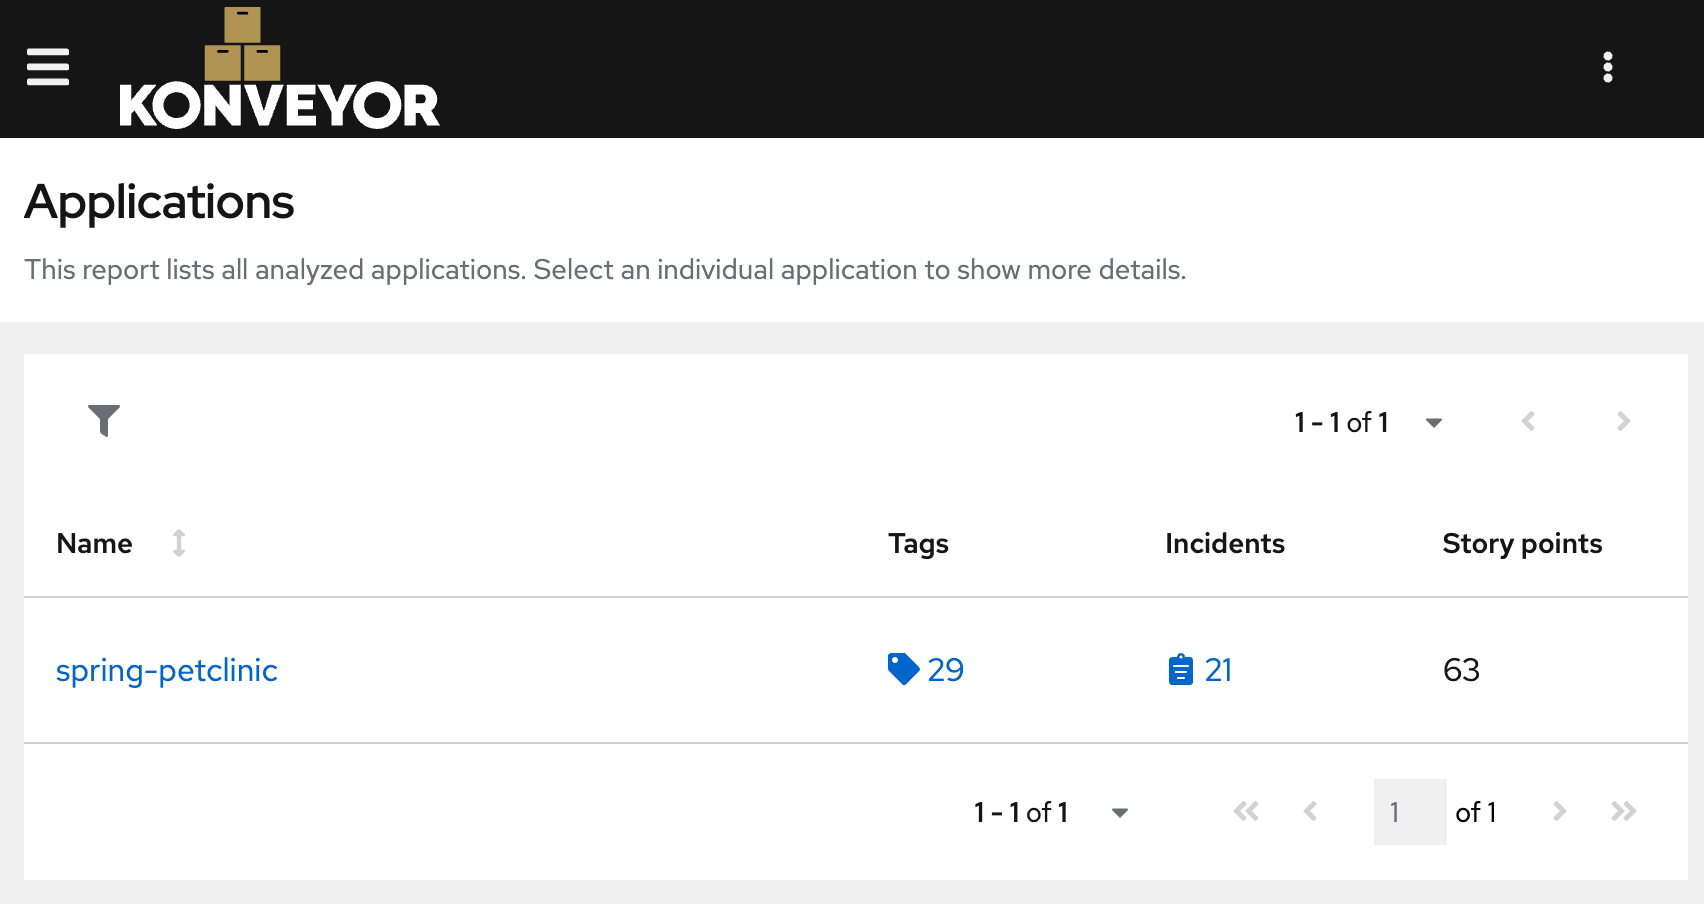 KONVEYOR
Applications
This report lists all analyzed applications. Select an individual application to show more details.
1 - 1 of 1
Name Tags Incidents Story points
spring-petclinic 29 21 63
1 - 1 of 1 1 of 1